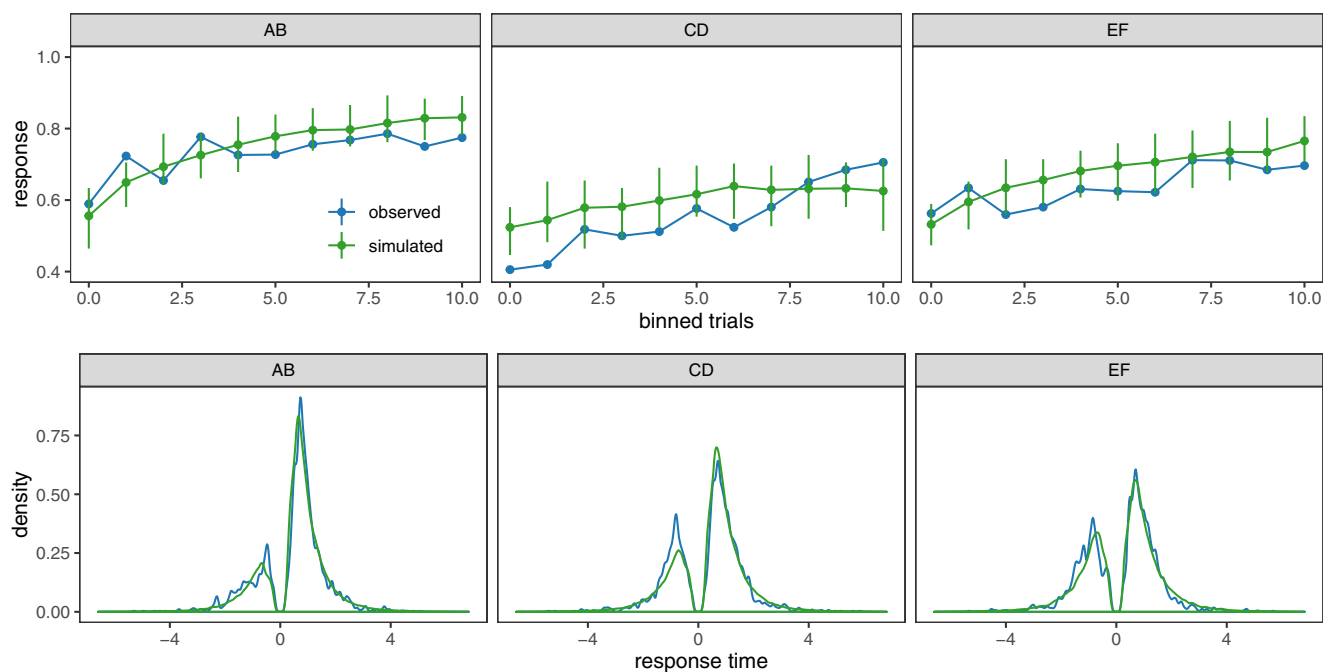 AB CD EF
1.0
0.8
0.6
0.4
response
observed
simulated
0.0 2.5 5.0 7.5 10.0 0.0 2.5 5.0 7.5 10.0 0.0 2.5 5.0 7.5 10.0
binned trials
AB CD EF
0.75
0.50
0.25
0.00
density
−4 0 4 −4 0 4 −4 0 4
response time